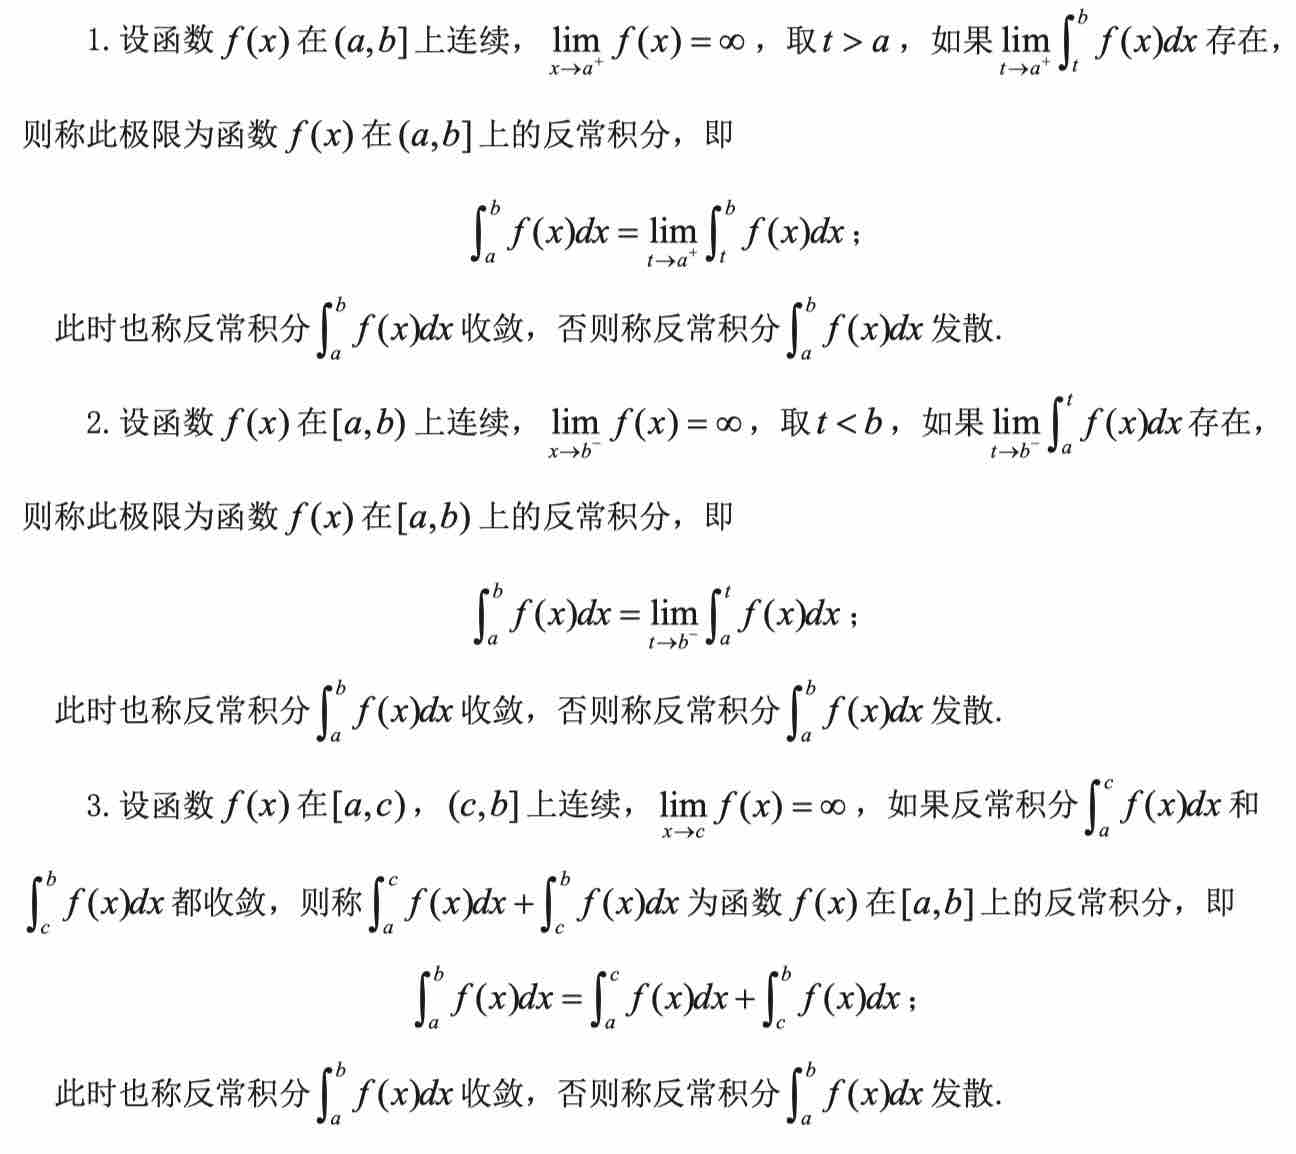 1. 设函数 $f(x)$ 在 $(a,b]$ 上连续，$\lim_{x \to a^+} f(x) = \infty$，取 $t > a$，如果 $\lim_{t \to a^+} \int_t^b f(x)dx$ 存在，
则称此极限为函数 $f(x)$ 在 $(a,b]$ 上的反常积分，即
$\int_a^b f(x)dx = \lim_{t \to a^+} \int_t^b f(x)dx$；
此时也称反常积分 $\int_a^b f(x)dx$ 收敛，否则称反常积分 $\int_a^b f(x)dx$ 发散.
2. 设函数 $f(x)$ 在 $[a,b)$ 上连续，$\lim_{x \to b^-} f(x) = \infty$，取 $t < b$，如果 $\lim_{t \to b^-} \int_a^t f(x)dx$ 存在，
则称此极限为函数 $f(x)$ 在 $[a,b)$ 上的反常积分，即
$\int_a^b f(x)dx = \lim_{t \to b^-} \int_a^t f(x)dx$；
此时也称反常积分 $\int_a^b f(x)dx$ 收敛，否则称反常积分 $\int_a^b f(x)dx$ 发散.
3. 设函数 $f(x)$ 在 $[a,c)$，$(c,b]$ 上连续，$\lim_{x \to c} f(x) = \infty$，如果反常积分 $\int_a^c f(x)dx$ 和
$\int_c^b f(x)dx$ 都收敛，则称 $\int_a^c f(x)dx + \int_c^b f(x)dx$ 为函数 $f(x)$ 在 $[a,b]$ 上的反常积分，即
$\int_a^b f(x)dx = \int_a^c f(x)dx + \int_c^b f(x)dx$；
此时也称反常积分 $\int_a^b f(x)dx$ 收敛，否则称反常积分 $\int_a^b f(x)dx$ 发散.